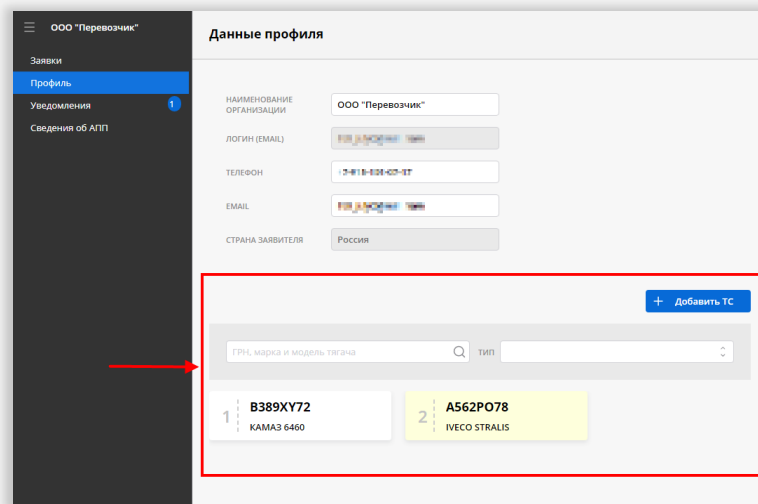 ООО "Перевозчик"
Заявки
Профиль
Уведомления 1
Сведения об АПП
Данные профиля
НАИМЕНОВАНИЕ ОРГАНИЗАЦИИ
ООО "Перевозчик"
ЛОГИН (EMAIL)
ТЕЛЕФОН
EMAIL
СТРАНА ЗАЯВИТЕЛЯ
Россия
+ Добавить ТС
ГРН, марка и модель тягача
ТИП
1
В389ХУ72
КАМАЗ 6460
2
А562РО78
IVECO STRALIS